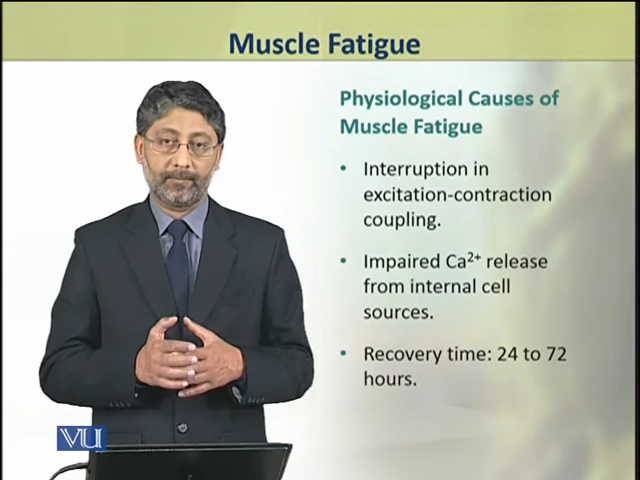 Muscle Fatigue
Physiological Causes of
Muscle Fatigue
• Interruption in
excitation-contraction
coupling.
• Impaired Ca²⁺ release
from internal cell
sources.
• Recovery time: 24 to 72
hours.
VU